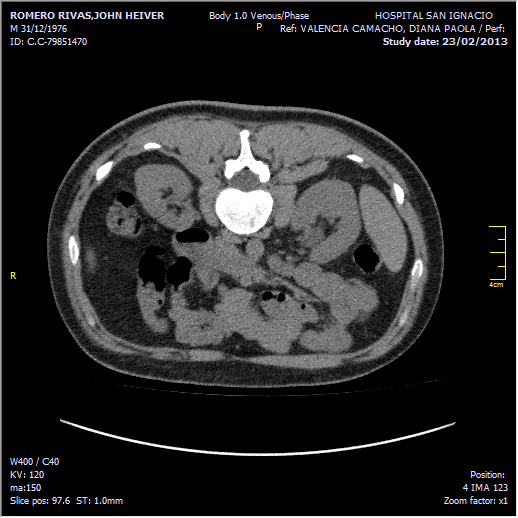 ROMERO RIVAS,JOHN HEIVER
M 31/12/1976
ID: C.C-79851470
Body 1.0 Venous/Phase
P
HOSPITAL SAN IGNACIO
Ref: VALENCIA CAMACHO, DIANA PAOLA / Perf:
Study date: 23/02/2013
R
4cm
W400 / C40
KV: 120
ma:150
Slice pos: 97.6 ST: 1.0mm
Position:
4 IMA 123
Zoom factor: x1